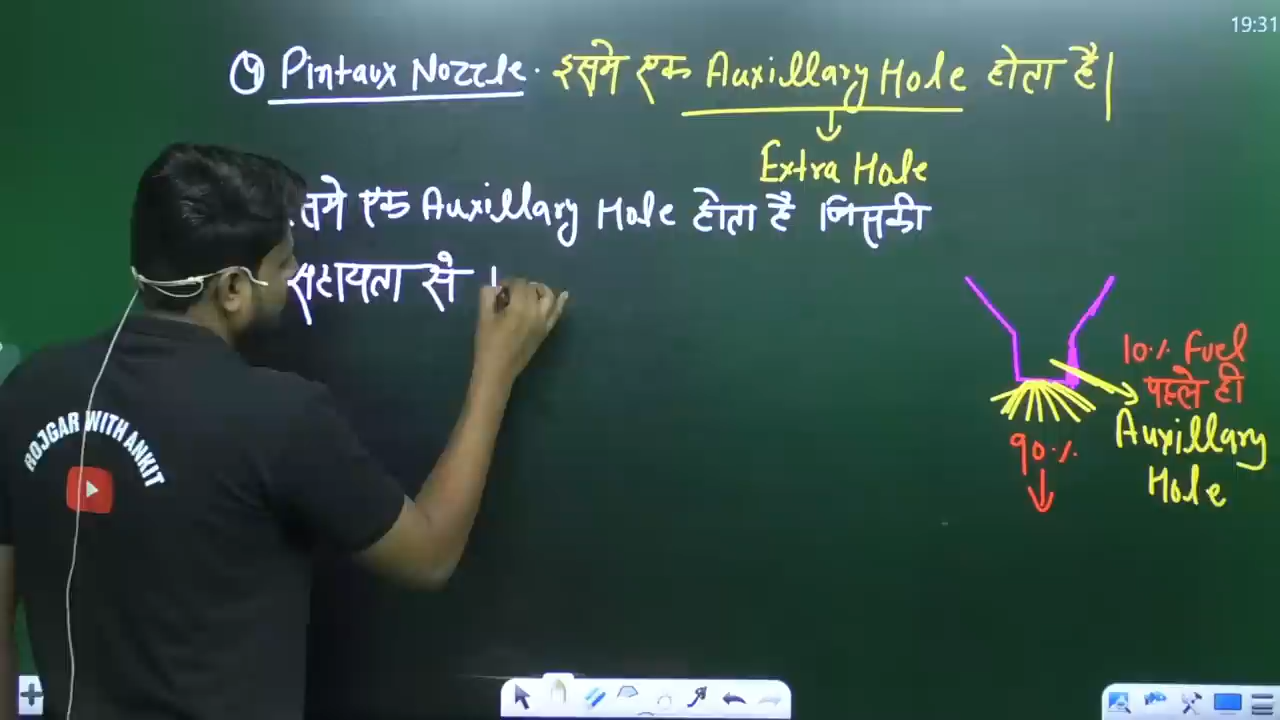 19:31
④ Pintaux Nozzle. इसमे एक Auxillary Hole होता है|
Extra Hole
इसमे एक Auxillary Hole होता है जिसकी
सहायता से
10% Fuel
पहले ही
Auxillary
Hole
90%
ROJGAR WITH ANKIT